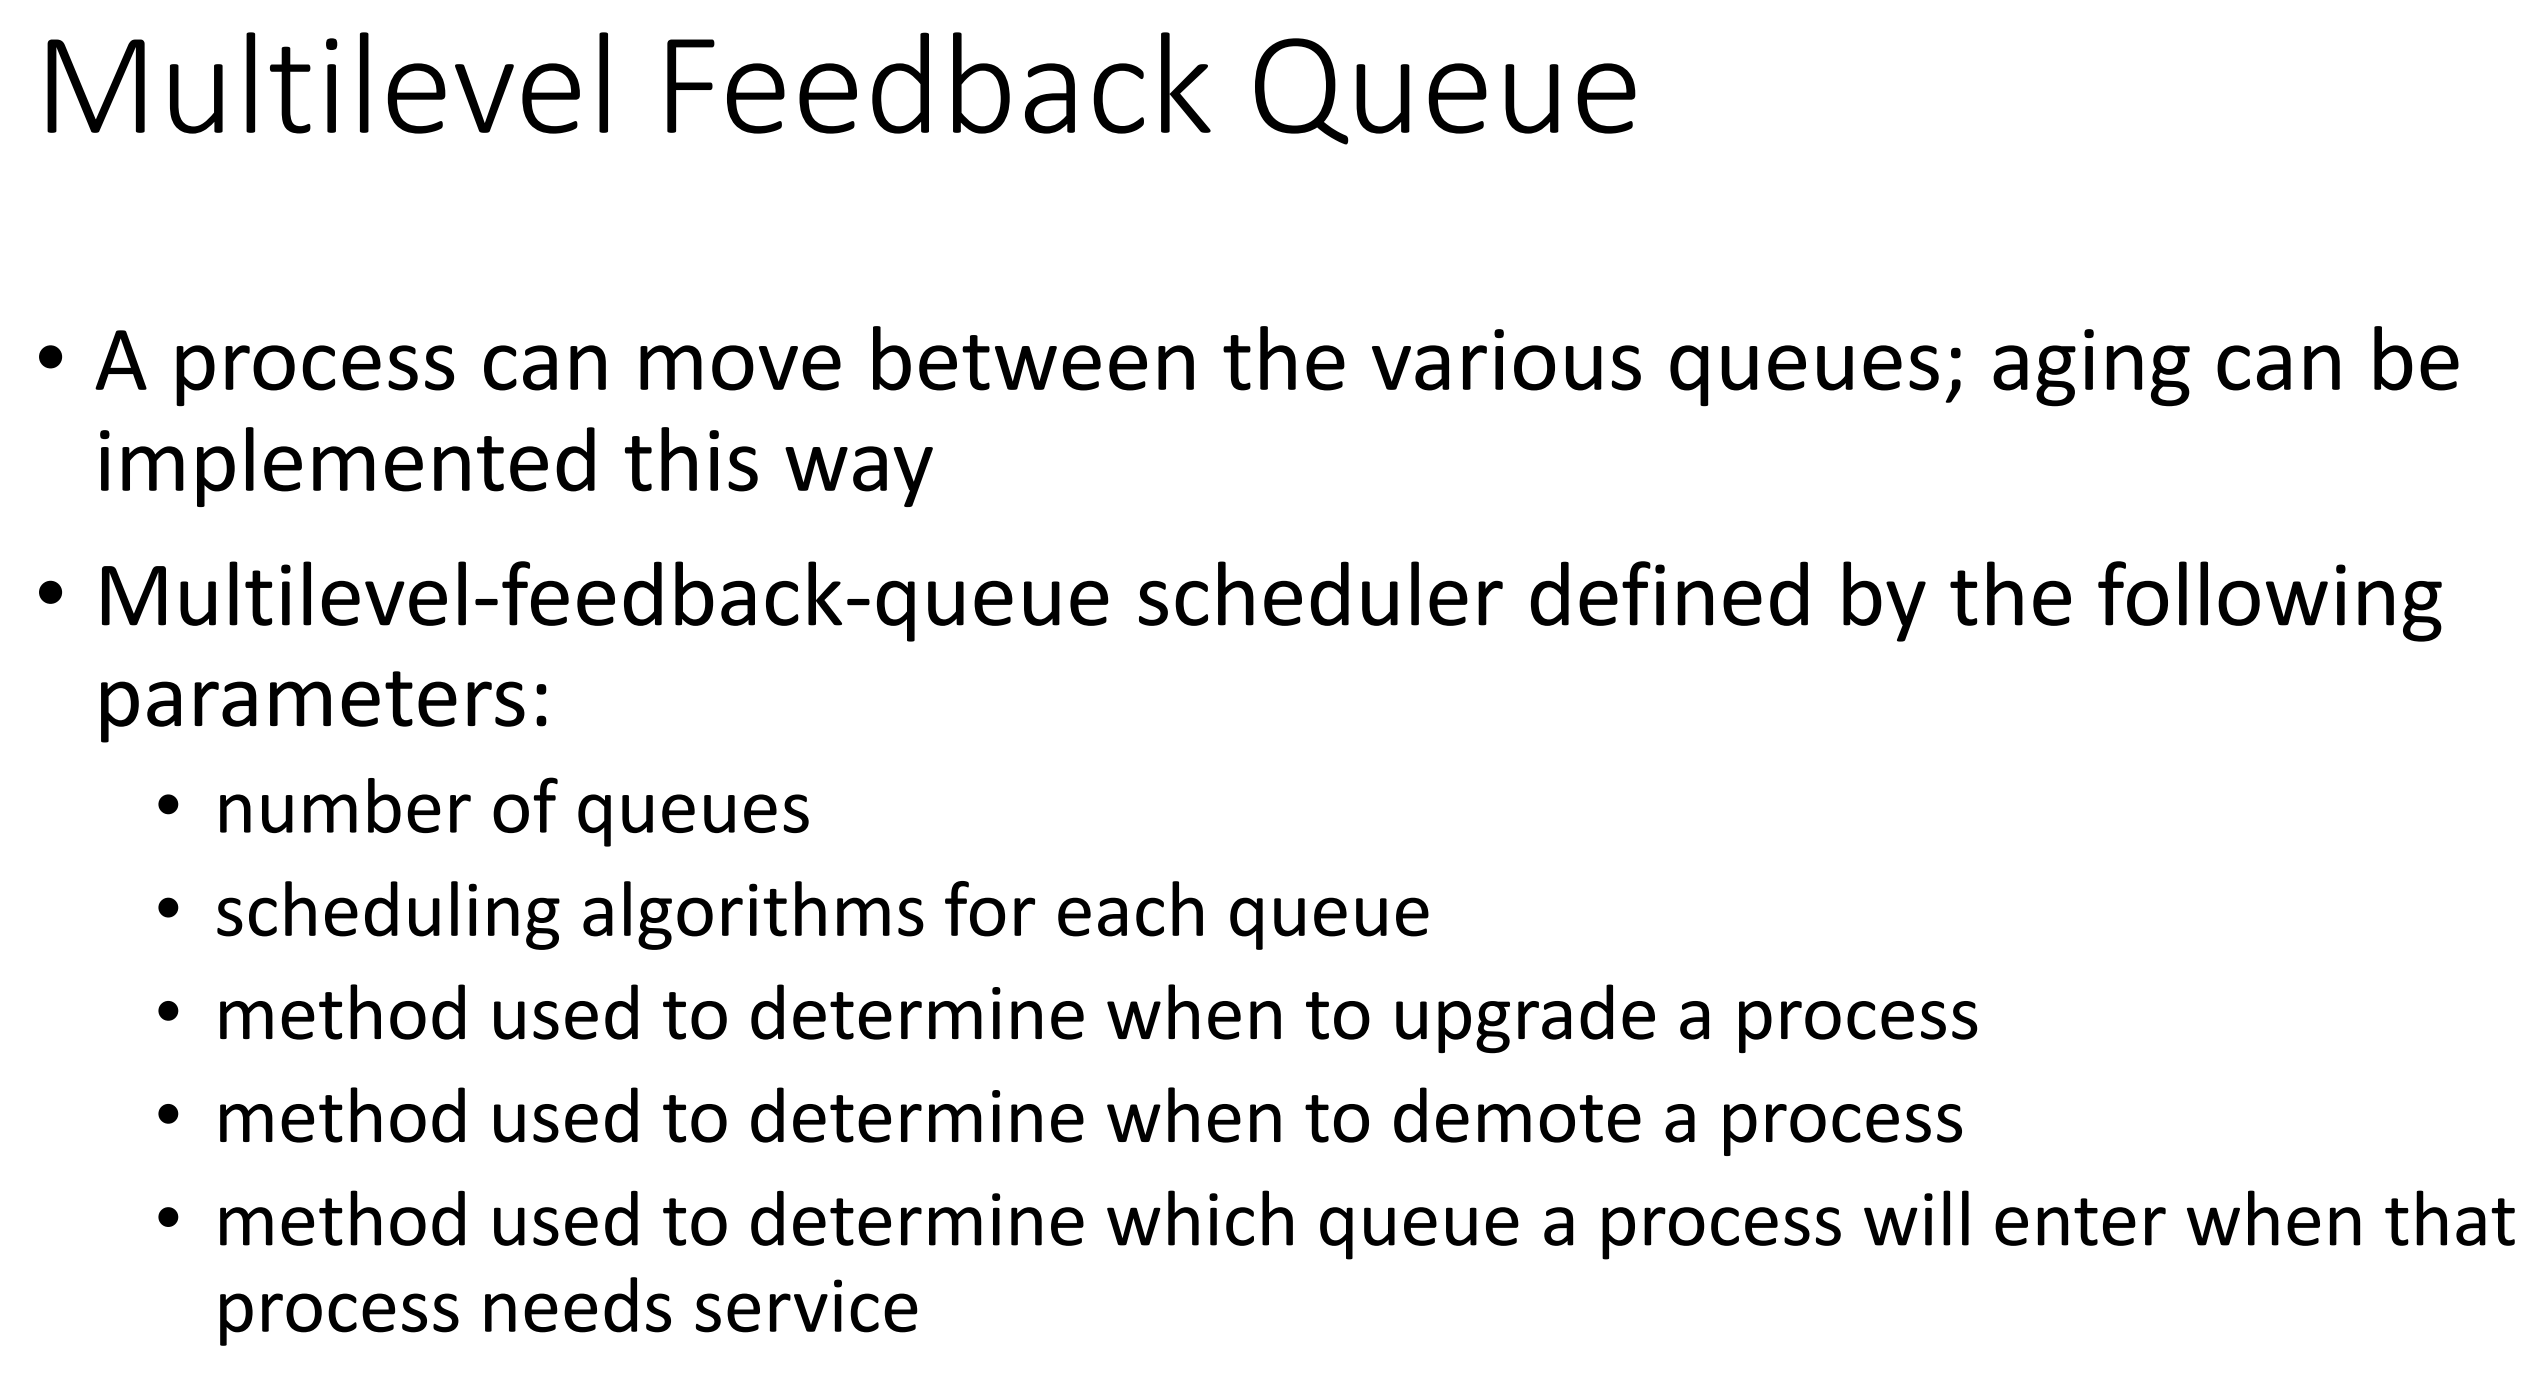 Multilevel Feedback Queue
• A process can move between the various queues; aging can be
implemented this way
• Multilevel-feedback-queue scheduler defined by the following
parameters:
• number of queues
• scheduling algorithms for each queue
• method used to determine when to upgrade a process
• method used to determine when to demote a process
• method used to determine which queue a process will enter when that
process needs service